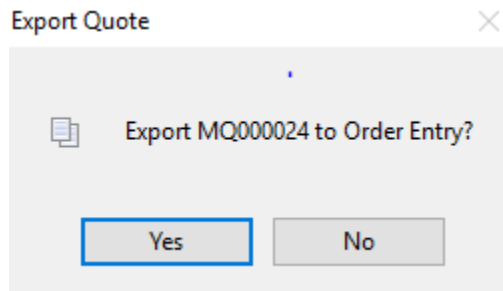 Export Quote
Export MQ000024 to Order Entry?
Yes
No